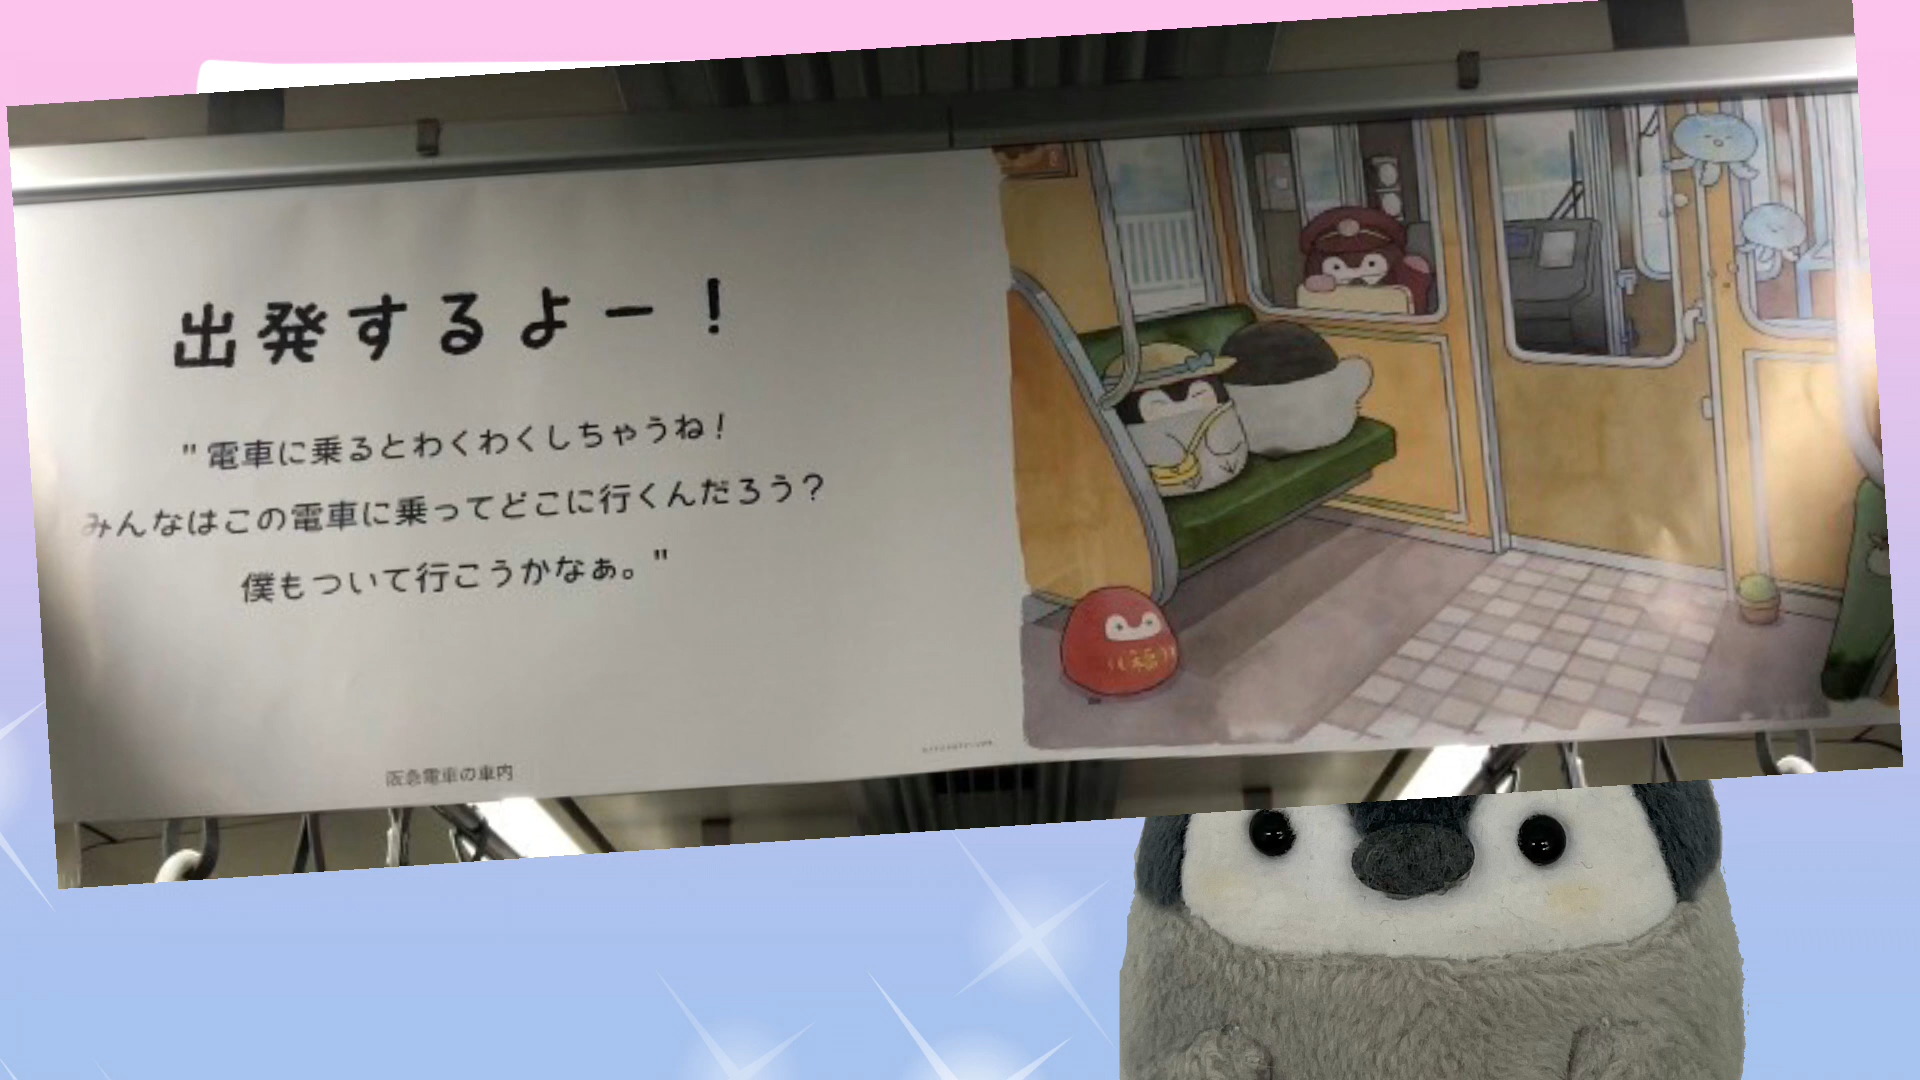 出発するよー！
"電車に乗るとわくわくしちゃうね！
みんなはこの電車に乗ってどこに行くんだろう？
僕もついて行こうかなぁ。"
阪急電車の車内
福